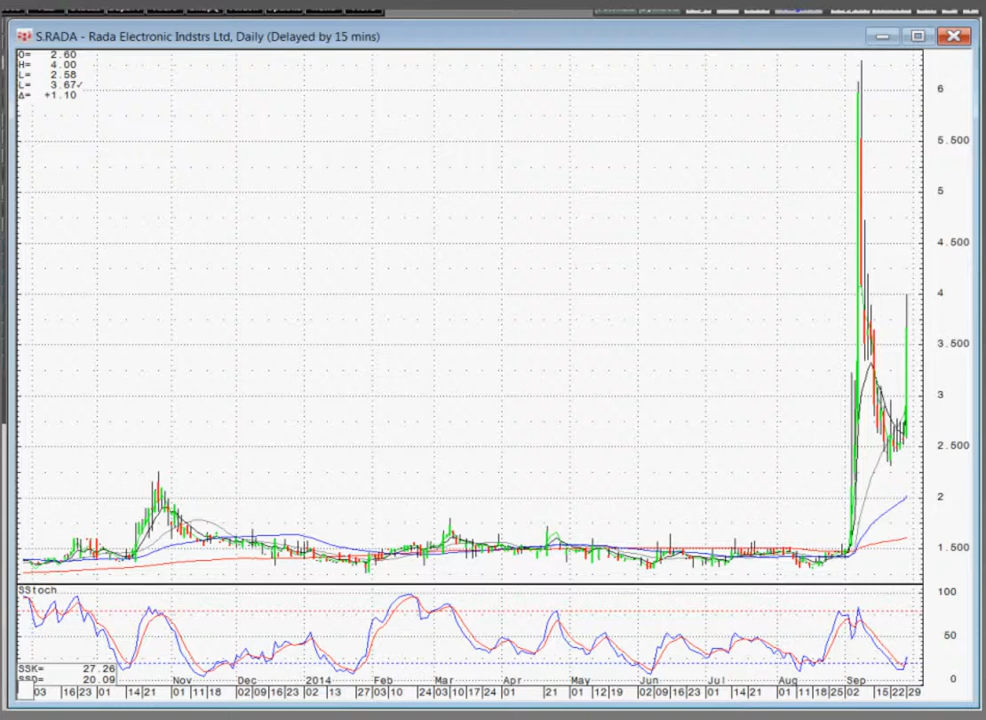 S.RADA - Rada Electronic Indstrs Ltd, Daily (Delayed by 15 mins)
O= 2.60
H= 4.00
L= 2.58
L= 3.67✓
Δ= +1.10
6
5.500
5
4.500
4
3.500
3
2.500
2
1.500
SStoch
100
50
0
SSK= 27.26
SSD= 20.09
Nov Dec 2014 Feb Mar Apr May Jun Jul Aug Sep
03 16 23 01 14 21 01 11 18 02 09 16 23 02 13 27 03 10 24 03 10 17 24 01 21 01 12 19 02 09 16 23 01 14 21 01 11 18 25 02 15 22 29